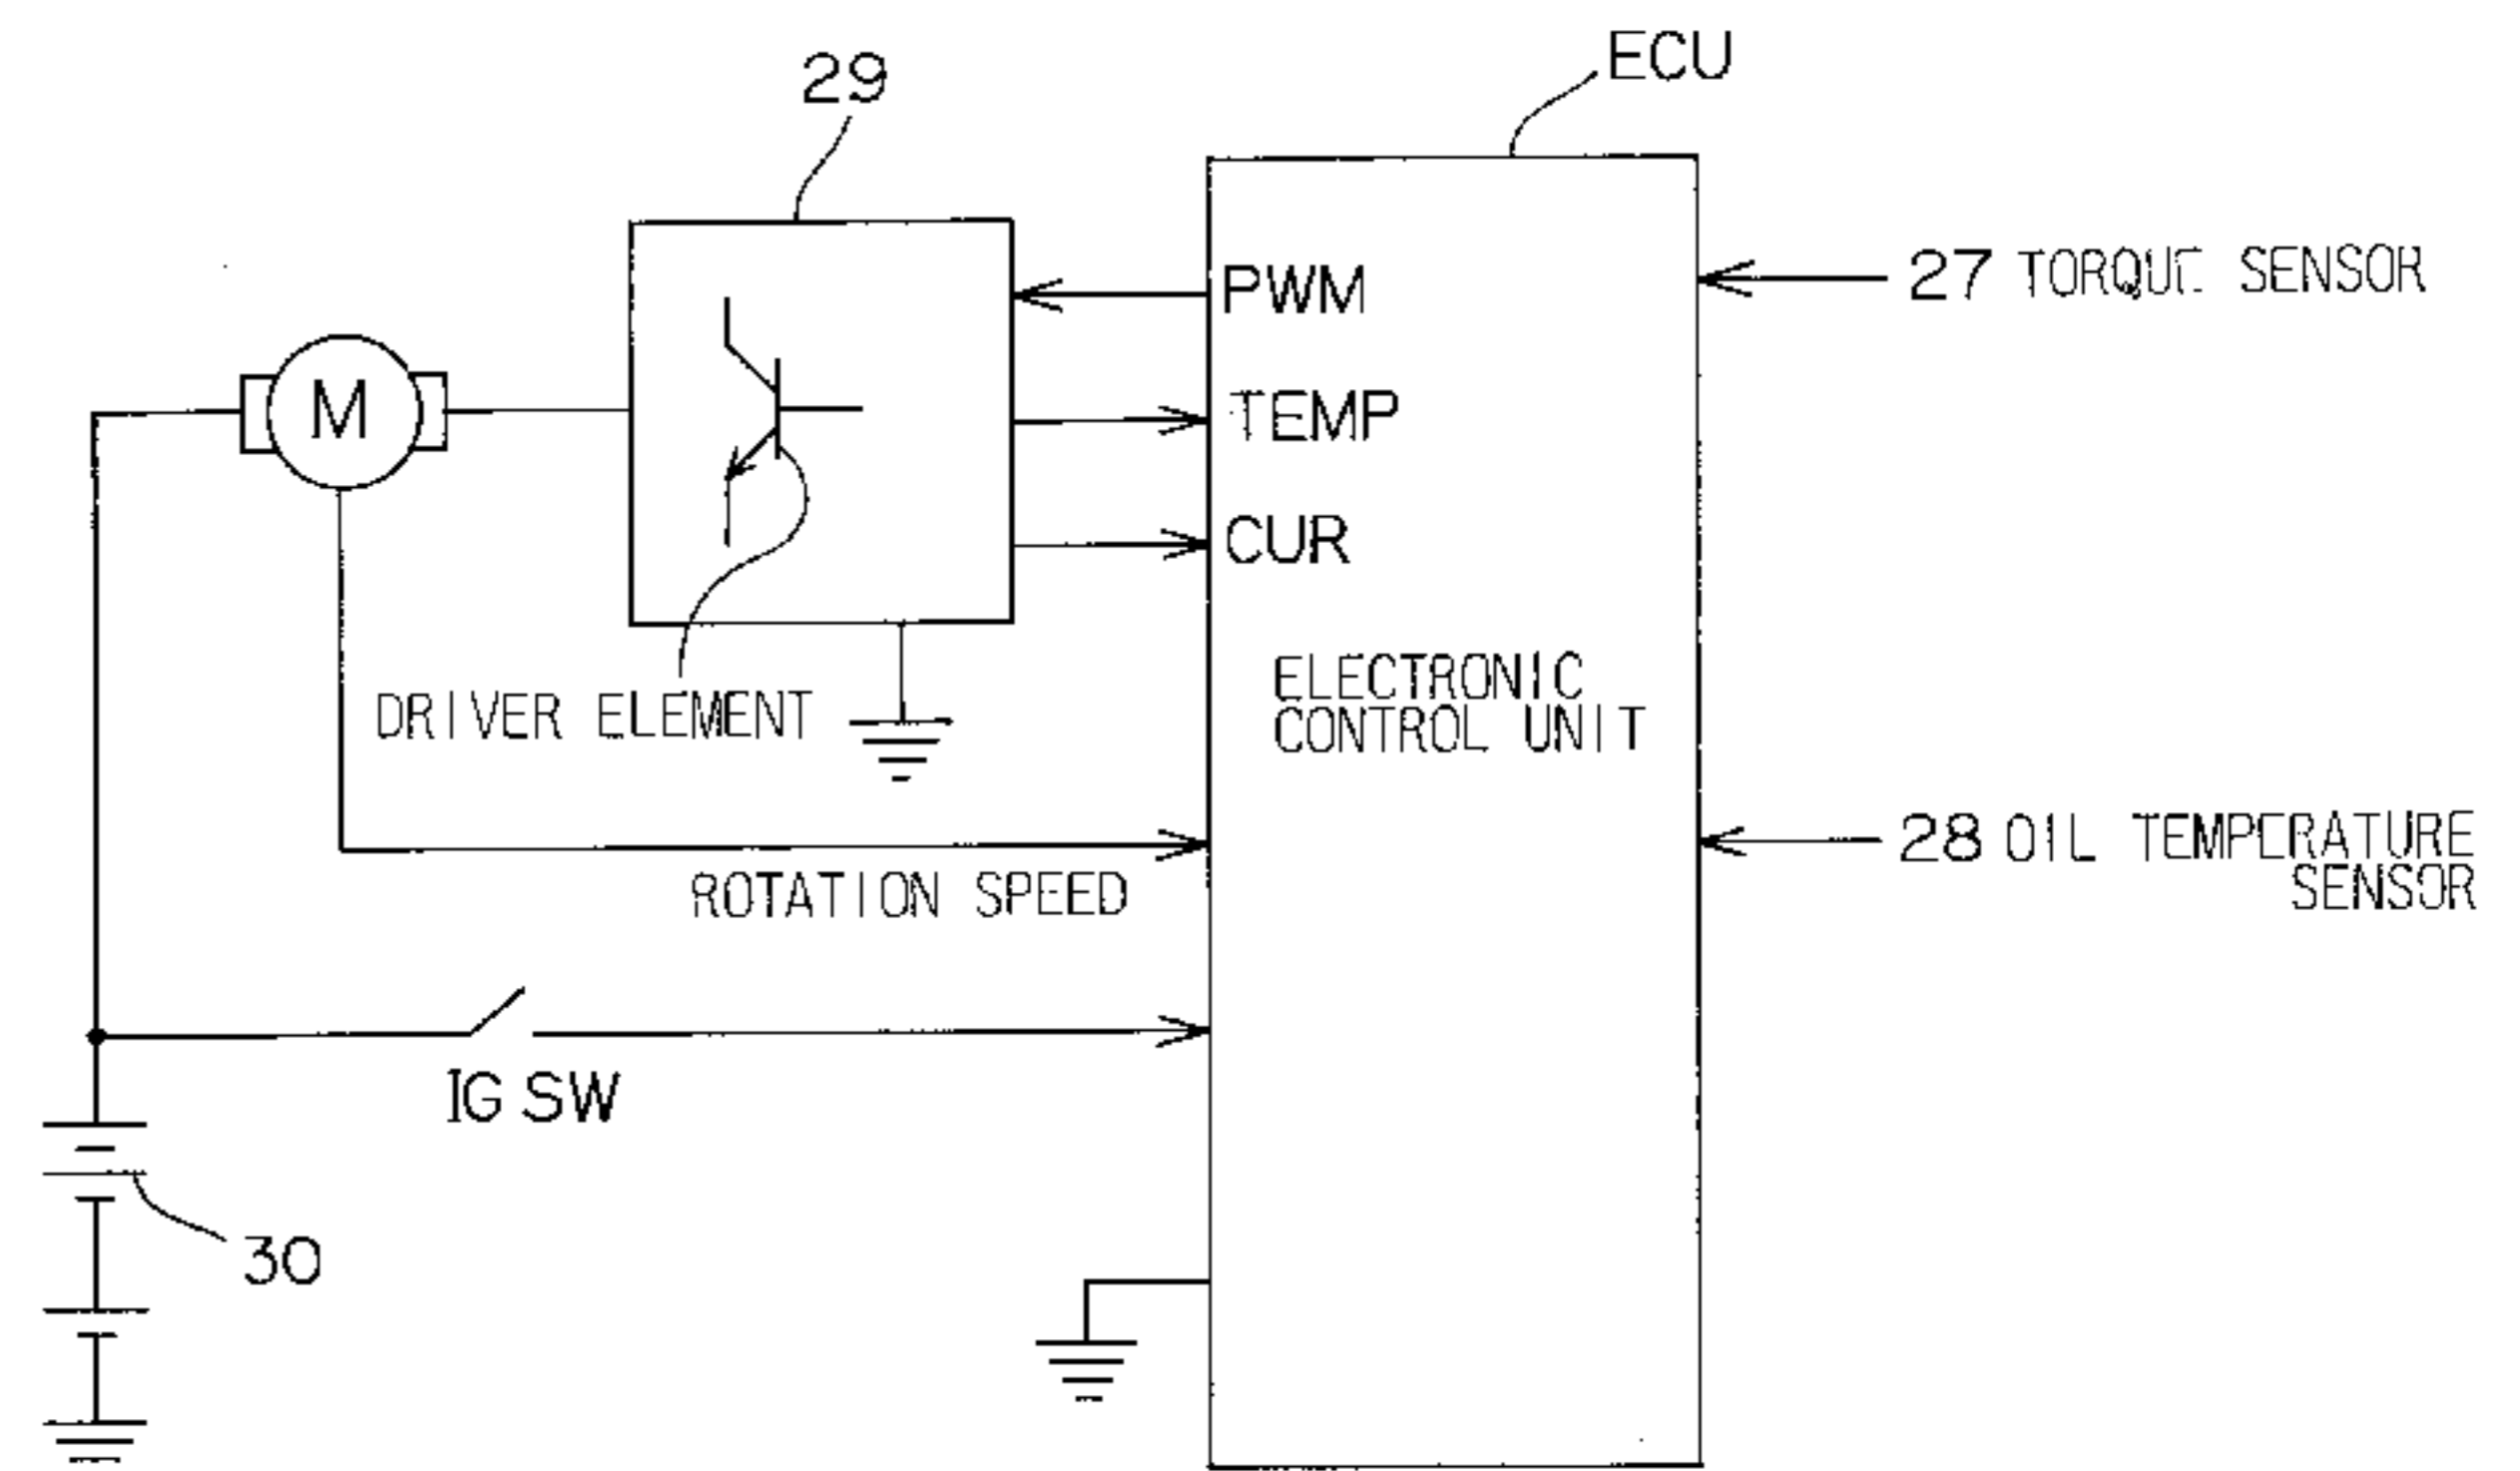 ECU
29
PWM
27 TORQUE SENSOR
M
TEMP
CUR
ELECTRONIC
CONTROL UNIT
DRIVER ELEMENT
28 OIL TEMPERATURE
SENSOR
ROTATION SPEED
IG SW
30